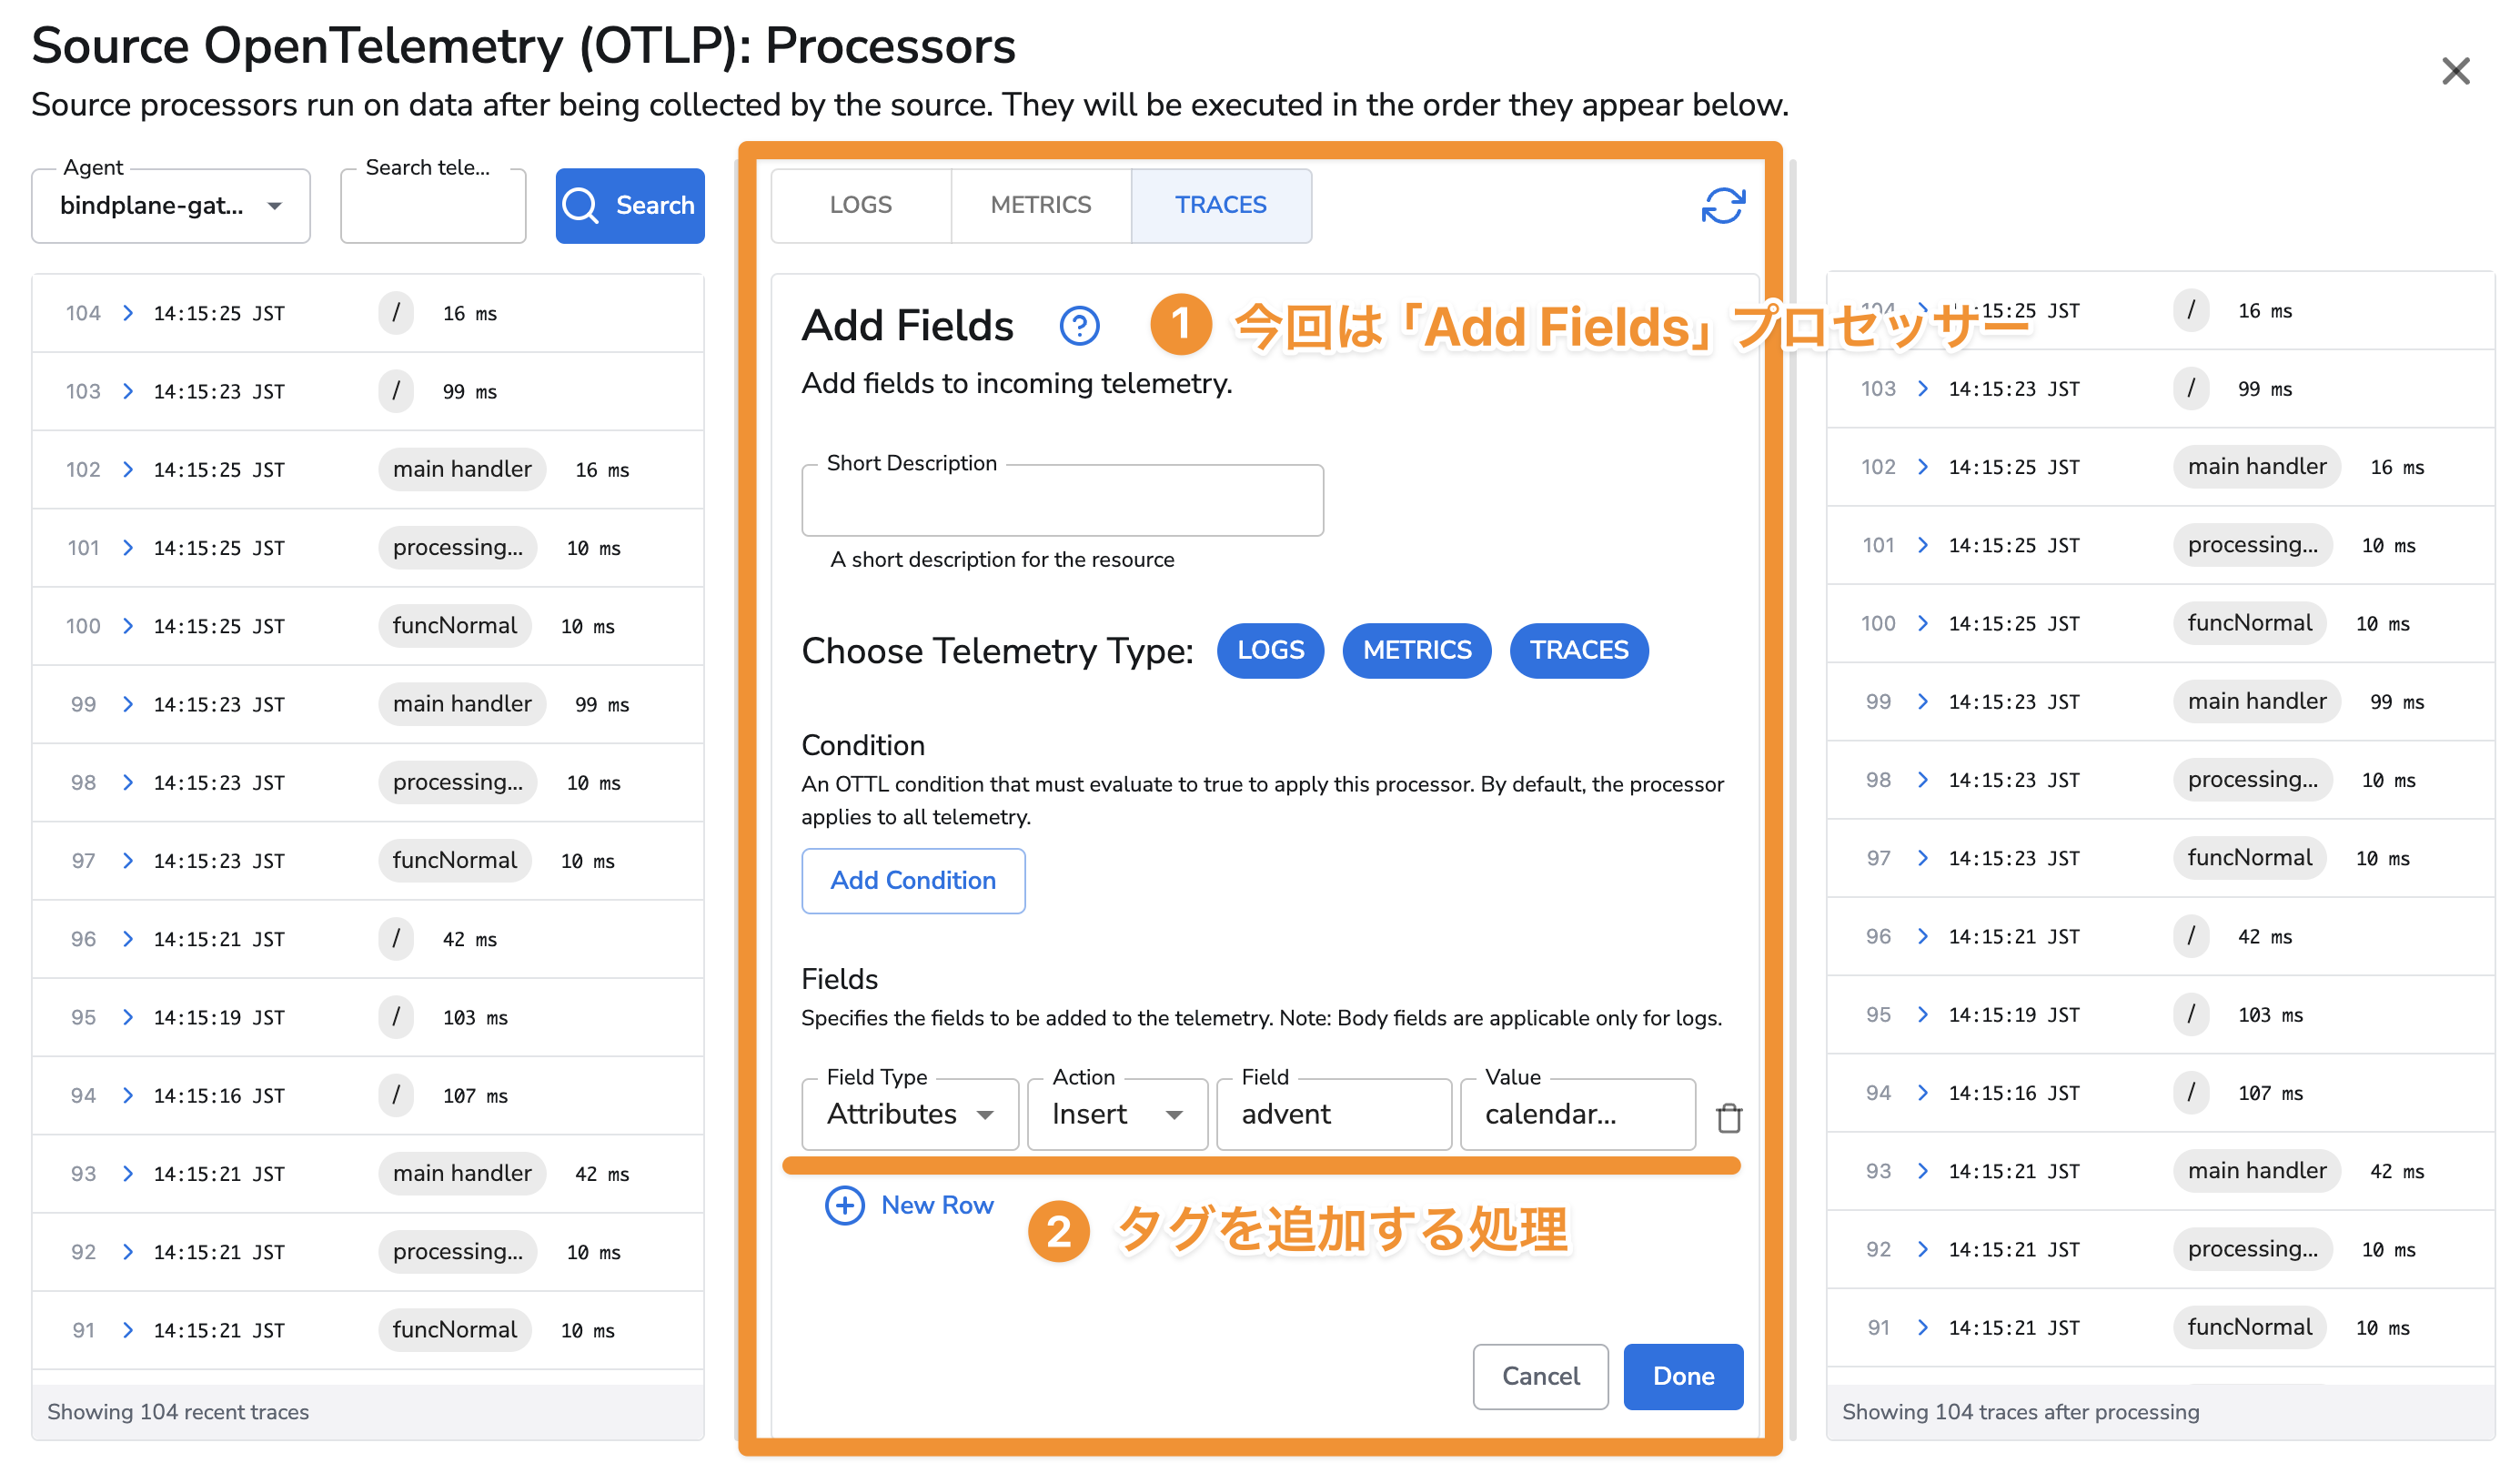 Source OpenTelemetry (OTLP): Processors
Source processors run on data after being collected by the source. They will be executed in the order they appear below.
Agent
bindplane-gat...
Search tele...
Search
104 14:15:25 JST / 16 ms
103 14:15:23 JST / 99 ms
102 14:15:25 JST main handler 16 ms
101 14:15:25 JST processing... 10 ms
100 14:15:25 JST funcNormal 10 ms
99 14:15:23 JST main handler 99 ms
98 14:15:23 JST processing... 10 ms
97 14:15:23 JST funcNormal 10 ms
96 14:15:21 JST / 42 ms
95 14:15:19 JST / 103 ms
94 14:15:16 JST / 107 ms
93 14:15:21 JST main handler 42 ms
92 14:15:21 JST processing... 10 ms
91 14:15:21 JST funcNormal 10 ms
Showing 104 recent traces
LOGS METRICS TRACES
Add Fields
1 今回は「Add Fields」プロセッサー
Add fields to incoming telemetry.
Short Description
A short description for the resource
Choose Telemetry Type: LOGS METRICS TRACES
Condition
An OTTL condition that must evaluate to true to apply this processor. By default, the processor
applies to all telemetry.
Add Condition
Fields
Specifies the fields to be added to the telemetry. Note: Body fields are applicable only for logs.
Field Type Action Field Value
Attributes Insert advent calendar...
New Row
2 タグを追加する処理
Cancel Done
104 14:15:25 JST / 16 ms
103 14:15:23 JST / 99 ms
102 14:15:25 JST main handler 16 ms
101 14:15:25 JST processing... 10 ms
100 14:15:25 JST funcNormal 10 ms
99 14:15:23 JST main handler 99 ms
98 14:15:23 JST processing... 10 ms
97 14:15:23 JST funcNormal 10 ms
96 14:15:21 JST / 42 ms
95 14:15:19 JST / 103 ms
94 14:15:16 JST / 107 ms
93 14:15:21 JST main handler 42 ms
92 14:15:21 JST processing... 10 ms
91 14:15:21 JST funcNormal 10 ms
Showing 104 traces after processing